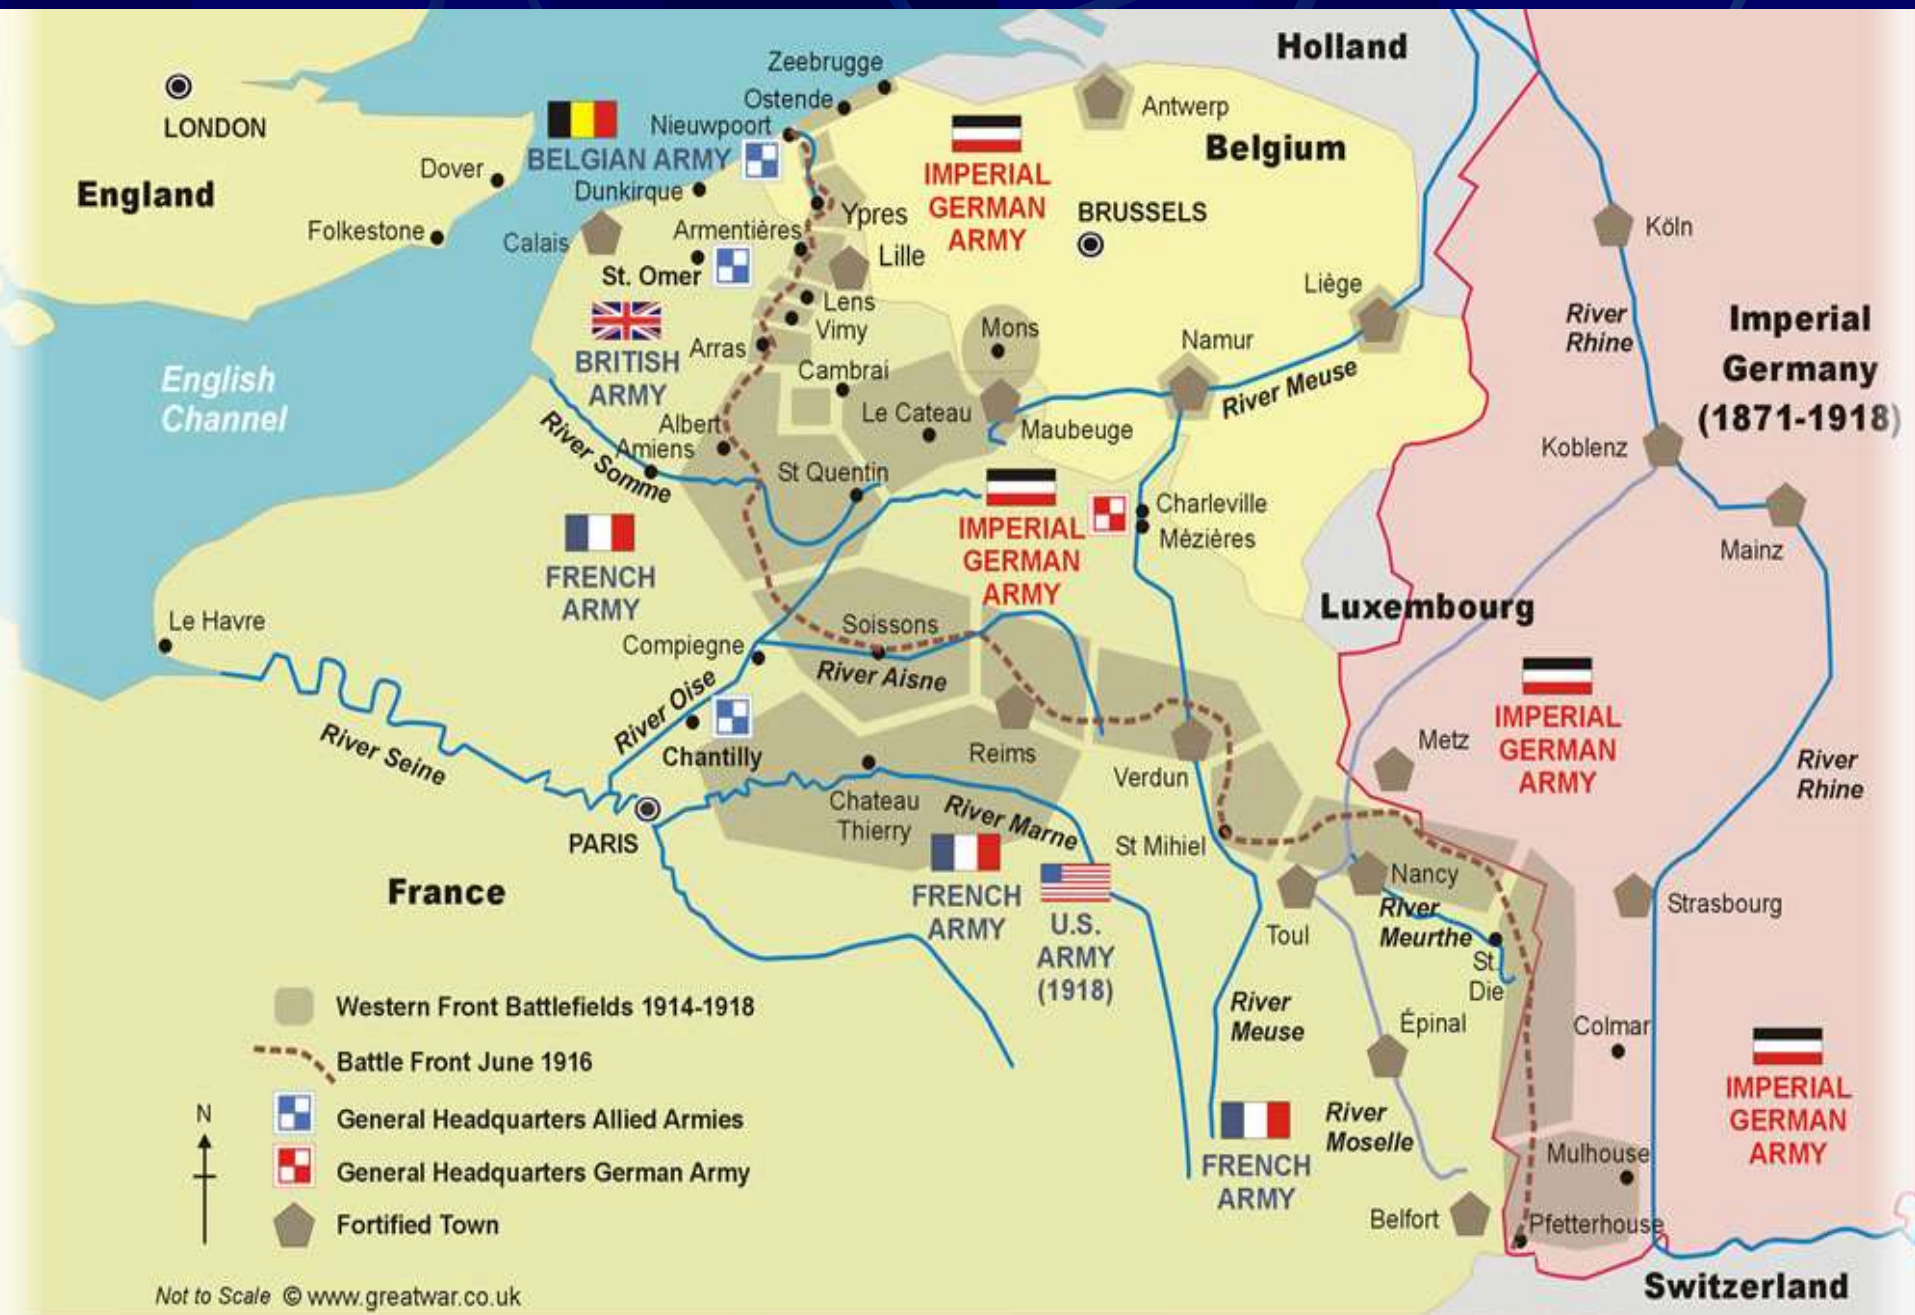 Holland
Zeebrugge
Ostende
Antwerp
LONDON
Nieuwpoort
BELGIAN ARMY
Belgium
Dover
England
Dunkirque
IMPERIAL
GERMAN
ARMY
Ypres
BRUSSELS
Folkestone
Calais
Armentières
Köln
Lille
St. Omer
Liège
Lens
Vimy
River
Rhine
Imperial
Germany
(1871-1918)
Mons
Namur
Arras
BRITISH
ARMY
Cambrai
English
Channel
River Meuse
Le Cateau
Maubeuge
Albert
Amiens
River Somme
St Quentin
Koblenz
Charleville
Mézières
Mainz
IMPERIAL
GERMAN
ARMY
FRENCH
ARMY
Luxembourg
Le Havre
Soissons
Compiegne
River Aisne
River Oise
IMPERIAL
GERMAN
ARMY
River Seine
Chantilly
Reims
Metz
Verdun
River
Rhine
Chateau
Thierry
River Marne
PARIS
St Mihiel
France
FRENCH
ARMY
U.S.
ARMY
(1918)
Nancy
River
Meurthe
Toul
Strasbourg
St.
Die
Western Front Battlefields 1914-1918
River
Meuse
Épinal
Colmar
Battle Front June 1916
IMPERIAL
GERMAN
ARMY
N
General Headquarters Allied Armies
River
Moselle
FRENCH
ARMY
Mulhouse
General Headquarters German Army
Belfort
Pfetterhouse
Fortified Town
Switzerland
Not to Scale © www.greatwar.co.uk